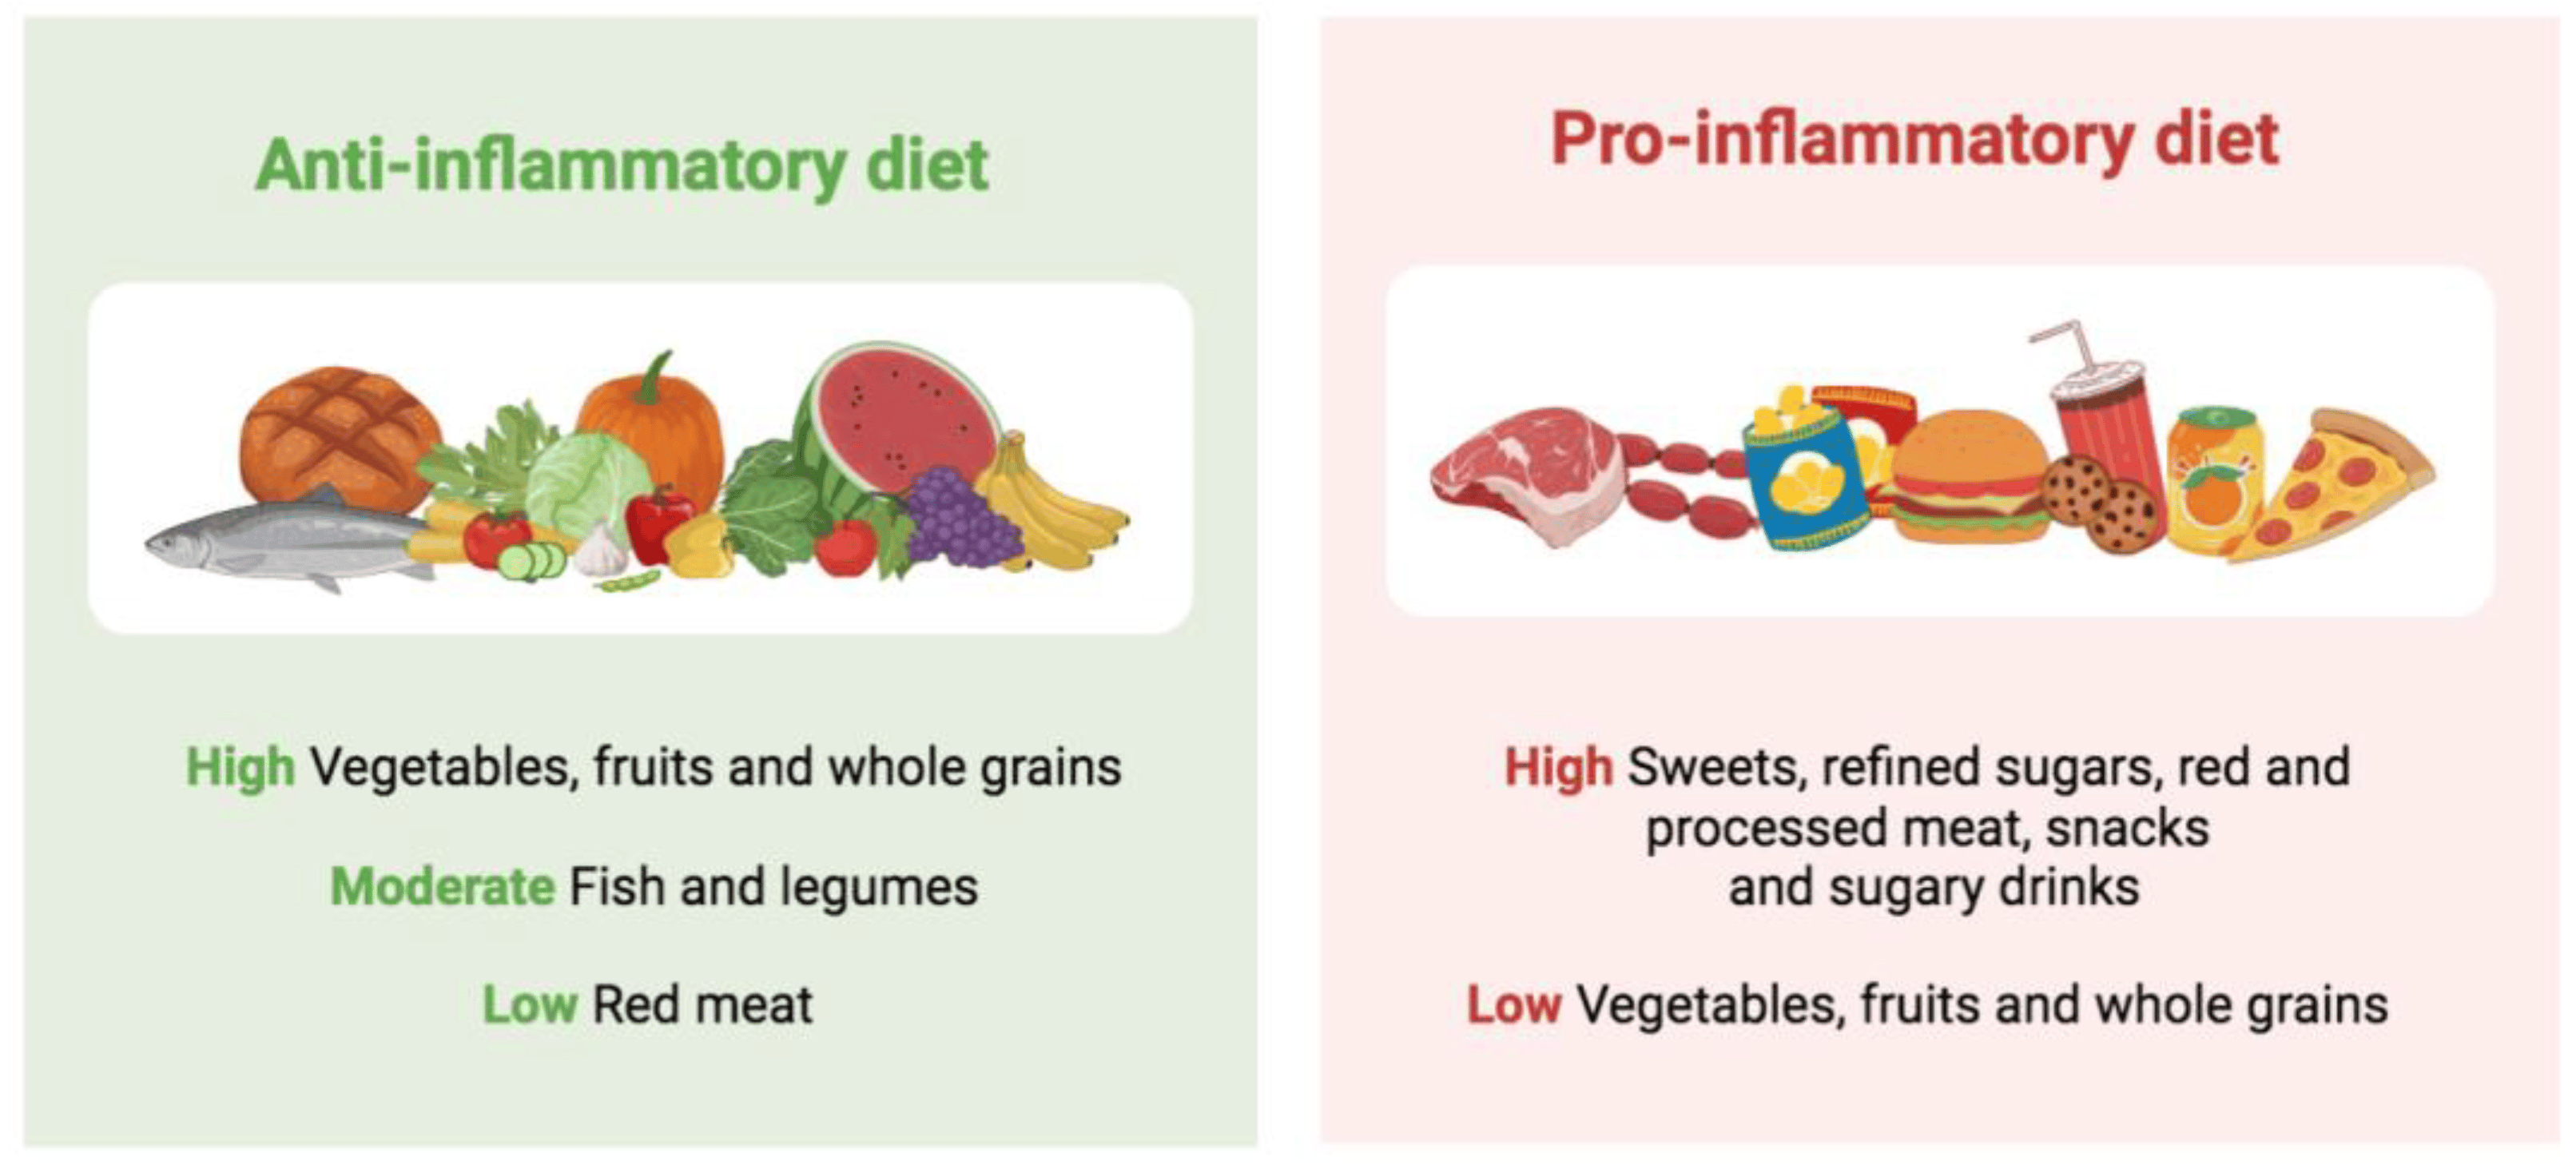 Anti-inflammatory diet
High Vegetables, fruits and whole grains
Moderate Fish and legumes
Low Red meat
Pro-inflammatory diet
High Sweets, refined sugars, red and
processed meat, snacks
and sugary drinks
Low Vegetables, fruits and whole grains